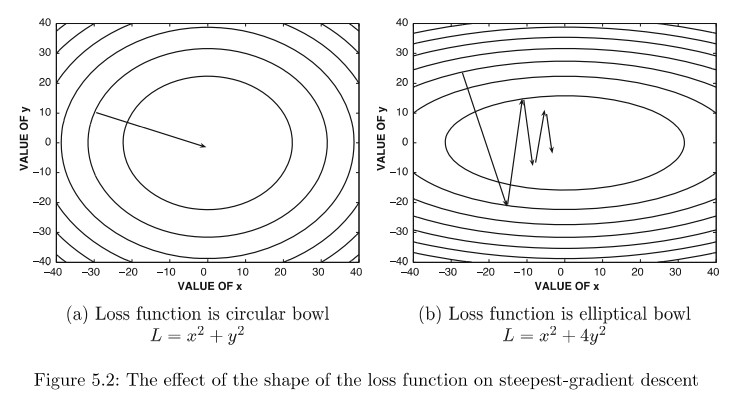 40
30
20
10
0
−10
−20
−30
−40
VALUE OF y
−40 −30 −20 −10 0 10 20 30 40
VALUE OF x
40
30
20
10
0
−10
−20
−30
−40
VALUE OF y
−40 −30 −20 −10 0 10 20 30 40
VALUE OF x
(a) Loss function is circular bowl
L = x² + y²
(b) Loss function is elliptical bowl
L = x² + 4y²
Figure 5.2: The effect of the shape of the loss function on steepest-gradient descent